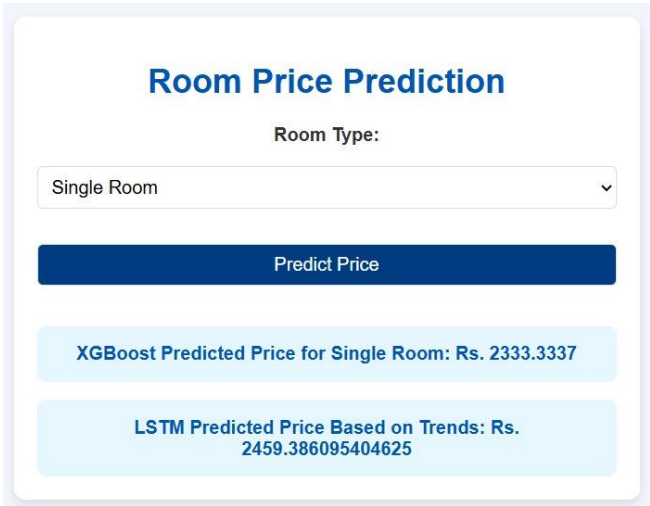 Room Price Prediction
Room Type:
Single Room
Predict Price
XGBoost Predicted Price for Single Room: Rs. 2333.3337
LSTM Predicted Price Based on Trends: Rs.
2459.386095404625